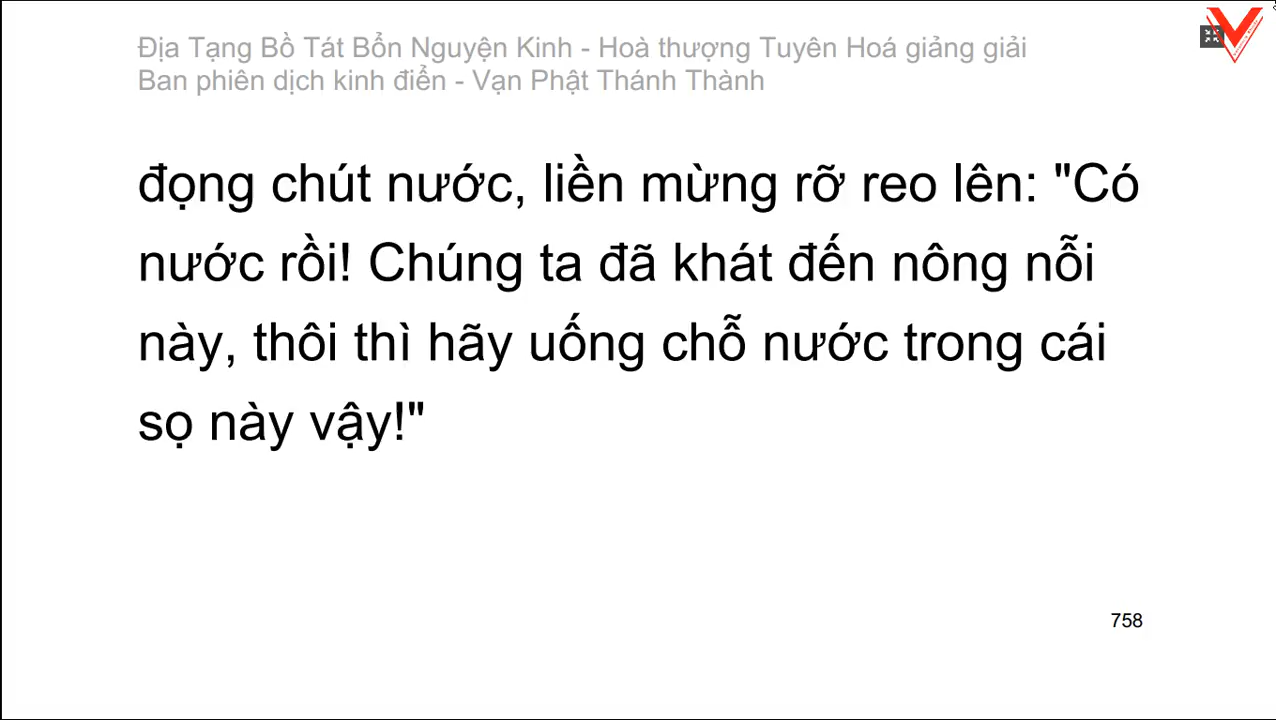 Địa Tạng Bồ Tát Bổn Nguyện Kinh - Hoà thượng Tuyên Hoá giảng giải
Ban phiên dịch kinh điển - Vạn Phật Thánh Thành
đọng chút nước, liền mừng rỡ reo lên: "Có
nước rồi! Chúng ta đã khát đến nông nỗi
này, thôi thì hãy uống chỗ nước trong cái
sọ này vậy!"
758